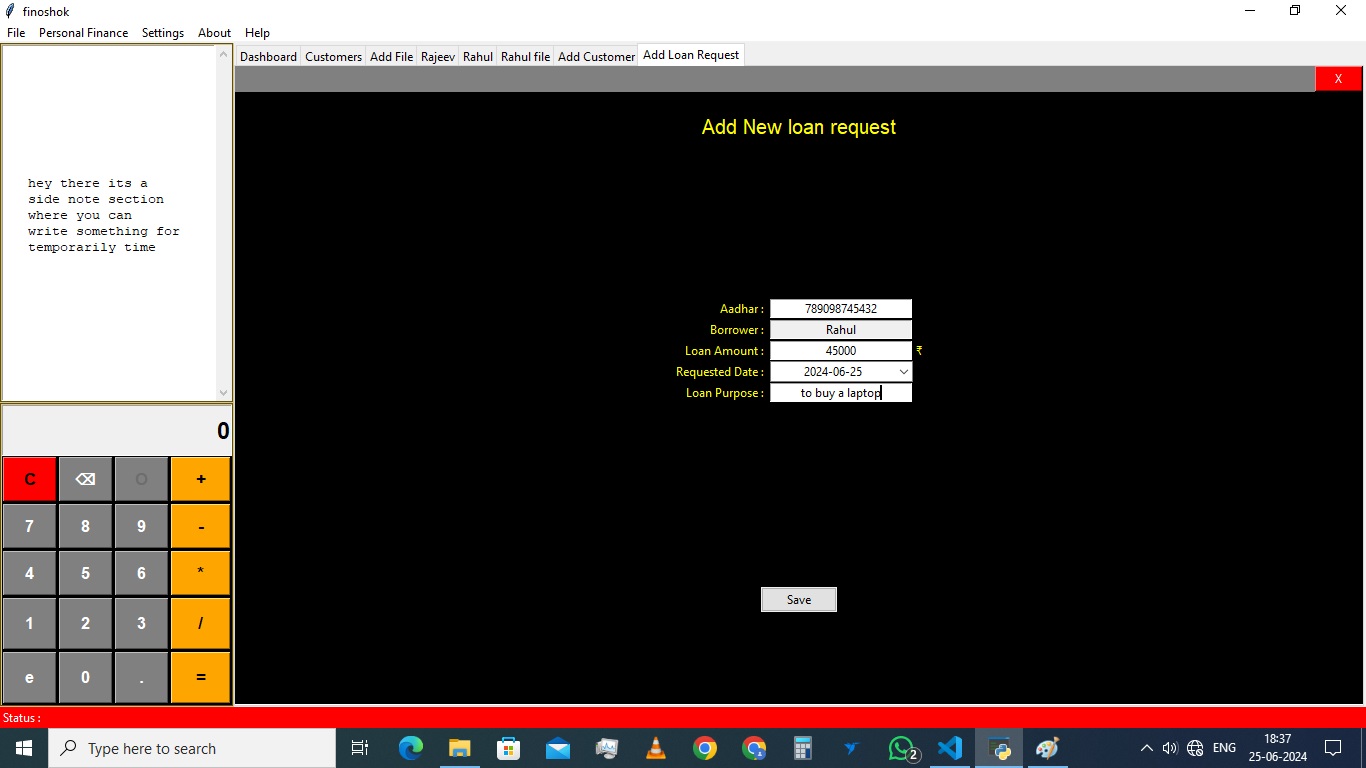 finoshok
File Personal Finance Settings About Help
Dashboard Customers Add File Rajeev Rahul Rahul file Add Customer Add Loan Request
X
hey there its a
side note section
where you can
write something for
temporarily time
Add New loan request
Aadhar : 789098745432
Borrower : Rahul
Loan Amount : 45000 ₹
Requested Date : 2024-06-25
Loan Purpose : to buy a laptop
Save
0
C ⌫ O +
7 8 9 -
4 5 6 *
1 2 3 /
e 0 . =
Status :
Type here to search
2
ENG
18:37
25-06-2024